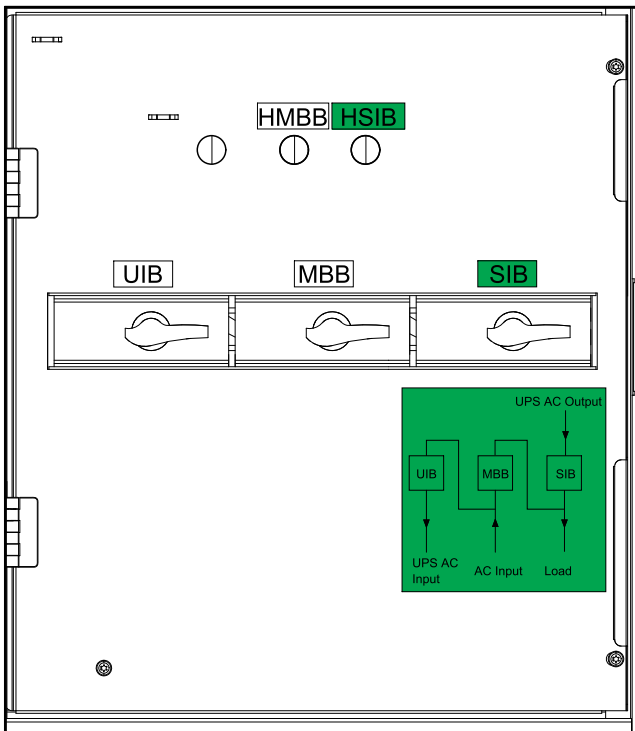 HMBB HSIB
UIB MBB SIB
UPS AC Output
UIB MBB SIB
UPS AC
Input
AC Input
Load